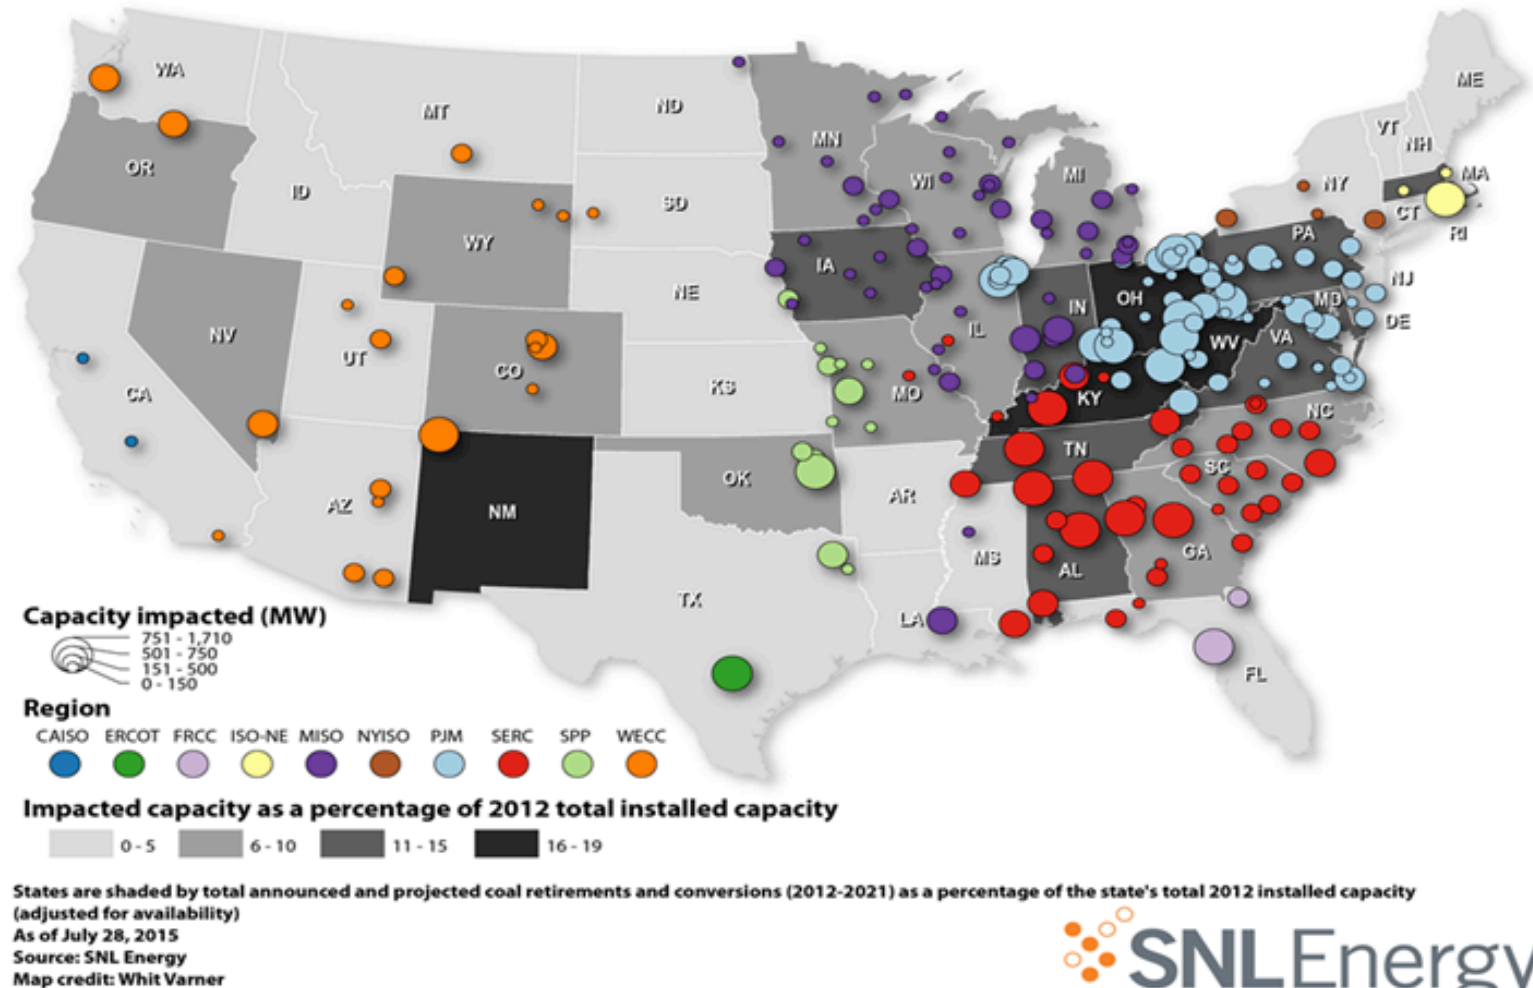 WA
MT
ND
ME
OR
ID
MN
VT
NH
WI
MI
NY
MA
SD
CT
RI
WY
IA
PA
NE
NV
UT
CO
IL
IN
OH
MD
NJ
DE
WV
VA
CA
KS
MO
KY
NC
TN
SC
AZ
NM
OK
AR
MS
AL
GA
TX
LA
FL
Capacity impacted (MW)
751 - 1,710
501 - 750
151 - 500
0 - 150
Region
CAISO ERCOT FRCC ISO-NE MISO NYISO PJM SERC SPP WECC
Impacted capacity as a percentage of 2012 total installed capacity
0 - 5 6 - 10 11 - 15 16 - 19
States are shaded by total announced and projected coal retirements and conversions (2012-2021) as a percentage of the state's total 2012 installed capacity
(adjusted for availability)
As of July 28, 2015
Source: SNL Energy
Map credit: Whit Varner
SNLEnergy